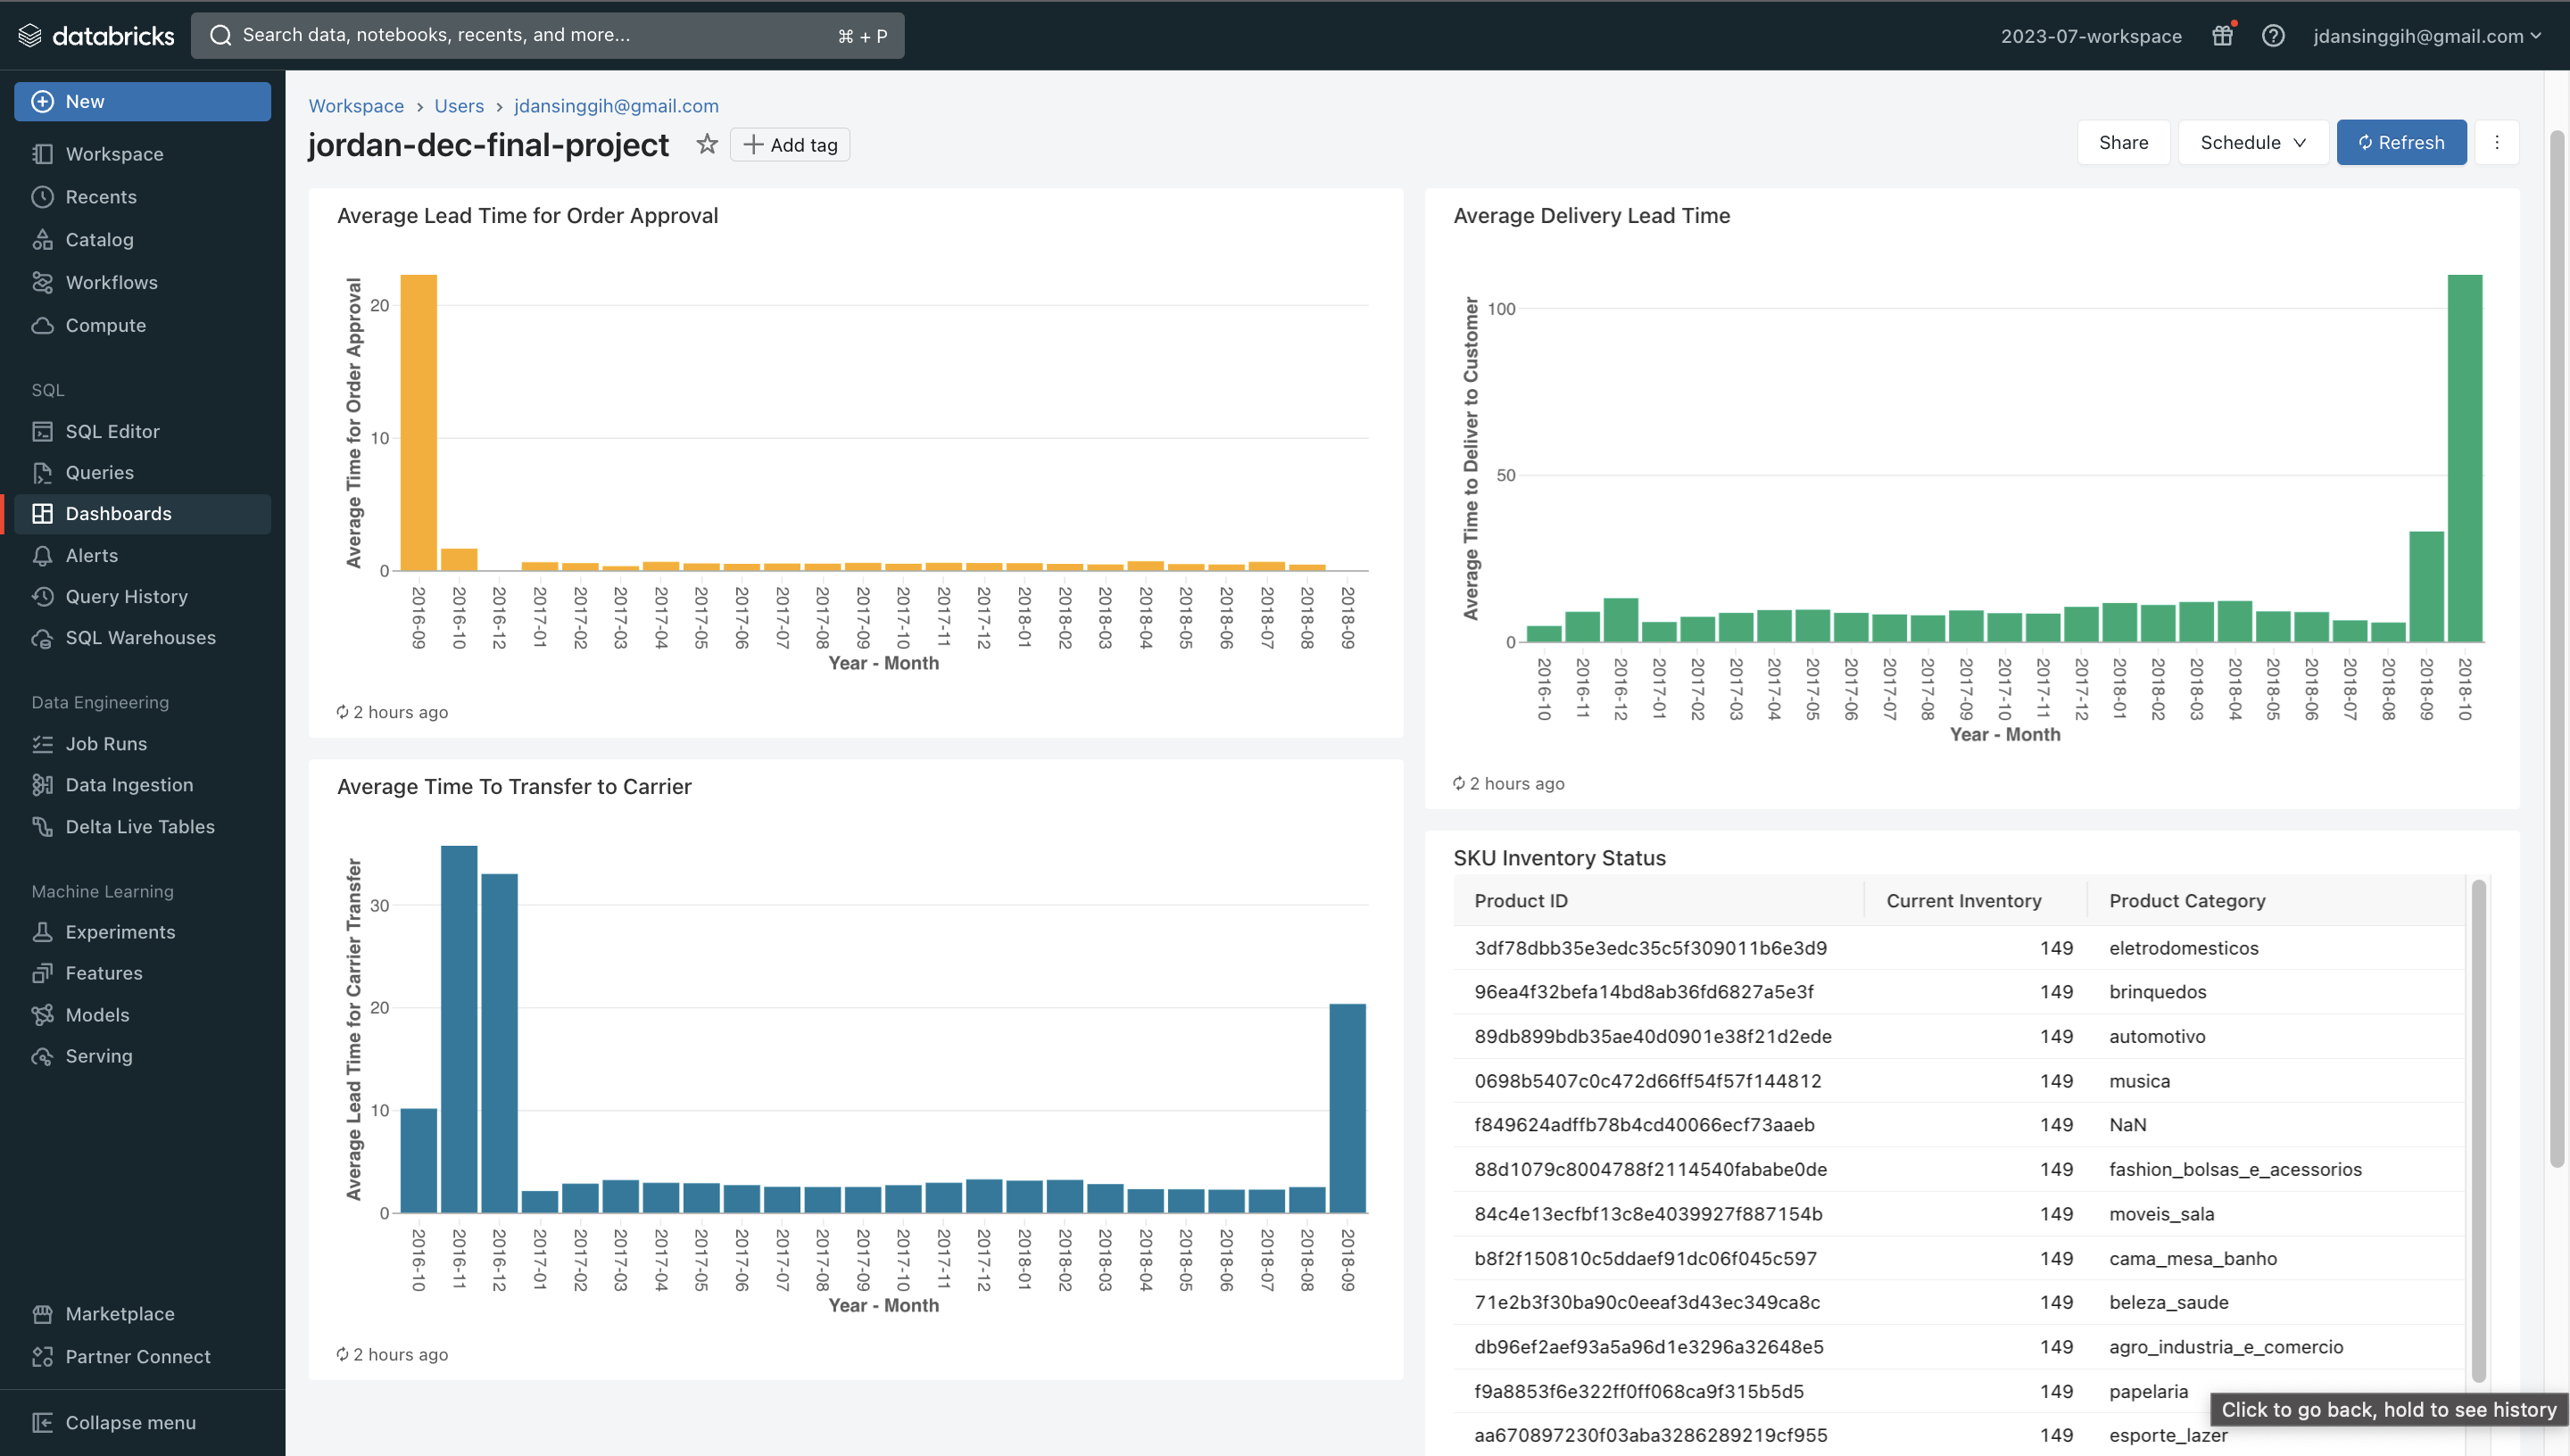 databricks
Search data, notebooks, recents, and more...
⌘ + P
2023-07-workspace
jdansinggih@gmail.com
New
Workspace
Recents
Catalog
Workflows
Compute
SQL
SQL Editor
Queries
Dashboards
Alerts
Query History
SQL Warehouses
Data Engineering
Job Runs
Data Ingestion
Delta Live Tables
Machine Learning
Experiments
Features
Models
Serving
Marketplace
Partner Connect
Collapse menu
Workspace › Users › jdansinggih@gmail.com
jordan-dec-final-project
Add tag
Share
Schedule
Refresh
Average Lead Time for Order Approval
Average Time for Order Approval
20
10
0
2016-09
2016-10
2016-12
2017-01
2017-02
2017-03
2017-04
2017-05
2017-06
2017-07
2017-08
2017-09
2017-10
2017-11
2017-12
2018-01
2018-02
2018-03
2018-04
2018-05
2018-06
2018-07
2018-08
2018-09
Year - Month
2 hours ago
Average Delivery Lead Time
Average Time to Deliver to Customer
100
50
0
2016-10
2016-11
2016-12
2017-01
2017-02
2017-03
2017-04
2017-05
2017-06
2017-07
2017-08
2017-09
2017-10
2017-11
2017-12
2018-01
2018-02
2018-03
2018-04
2018-05
2018-06
2018-07
2018-08
2018-09
2018-10
Year - Month
2 hours ago
Average Time To Transfer to Carrier
Average Lead Time for Carrier Transfer
30
20
10
0
2016-10
2016-11
2016-12
2017-01
2017-02
2017-03
2017-04
2017-05
2017-06
2017-07
2017-08
2017-09
2017-10
2017-11
2017-12
2018-01
2018-02
2018-03
2018-04
2018-05
2018-06
2018-07
2018-08
2018-09
Year - Month
2 hours ago
SKU Inventory Status
Product ID Current Inventory Product Category
3df78dbb35e3edc35c5f309011b6e3d9 149 eletrodomesticos
96ea4f32befa14bd8ab36fd6827a5e3f 149 brinquedos
89db899bdb35ae40d0901e38f21d2ede 149 automotivo
0698b5407c0c472d66ff54f57f144812 149 musica
f849624adffb78b4cd40066ecf73aaeb 149 NaN
88d1079c8004788f2114540fababe0de 149 fashion_bolsas_e_acessorios
84c4e13ecfbf13c8e4039927f887154b 149 moveis_sala
b8f2f150810c5ddaef91dc06f045c597 149 cama_mesa_banho
71e2b3f30ba90c0eeaf3d43ec349ca8c 149 beleza_saude
db96ef2aef93a5a96d1e3296a32648e5 149 agro_industria_e_comercio
f9a8853f6e322ff0ff068ca9f315b5d5 149 papelaria
aa670897230f03aba3286289219cf955 149 esporte_lazer
Click to go back, hold to see history